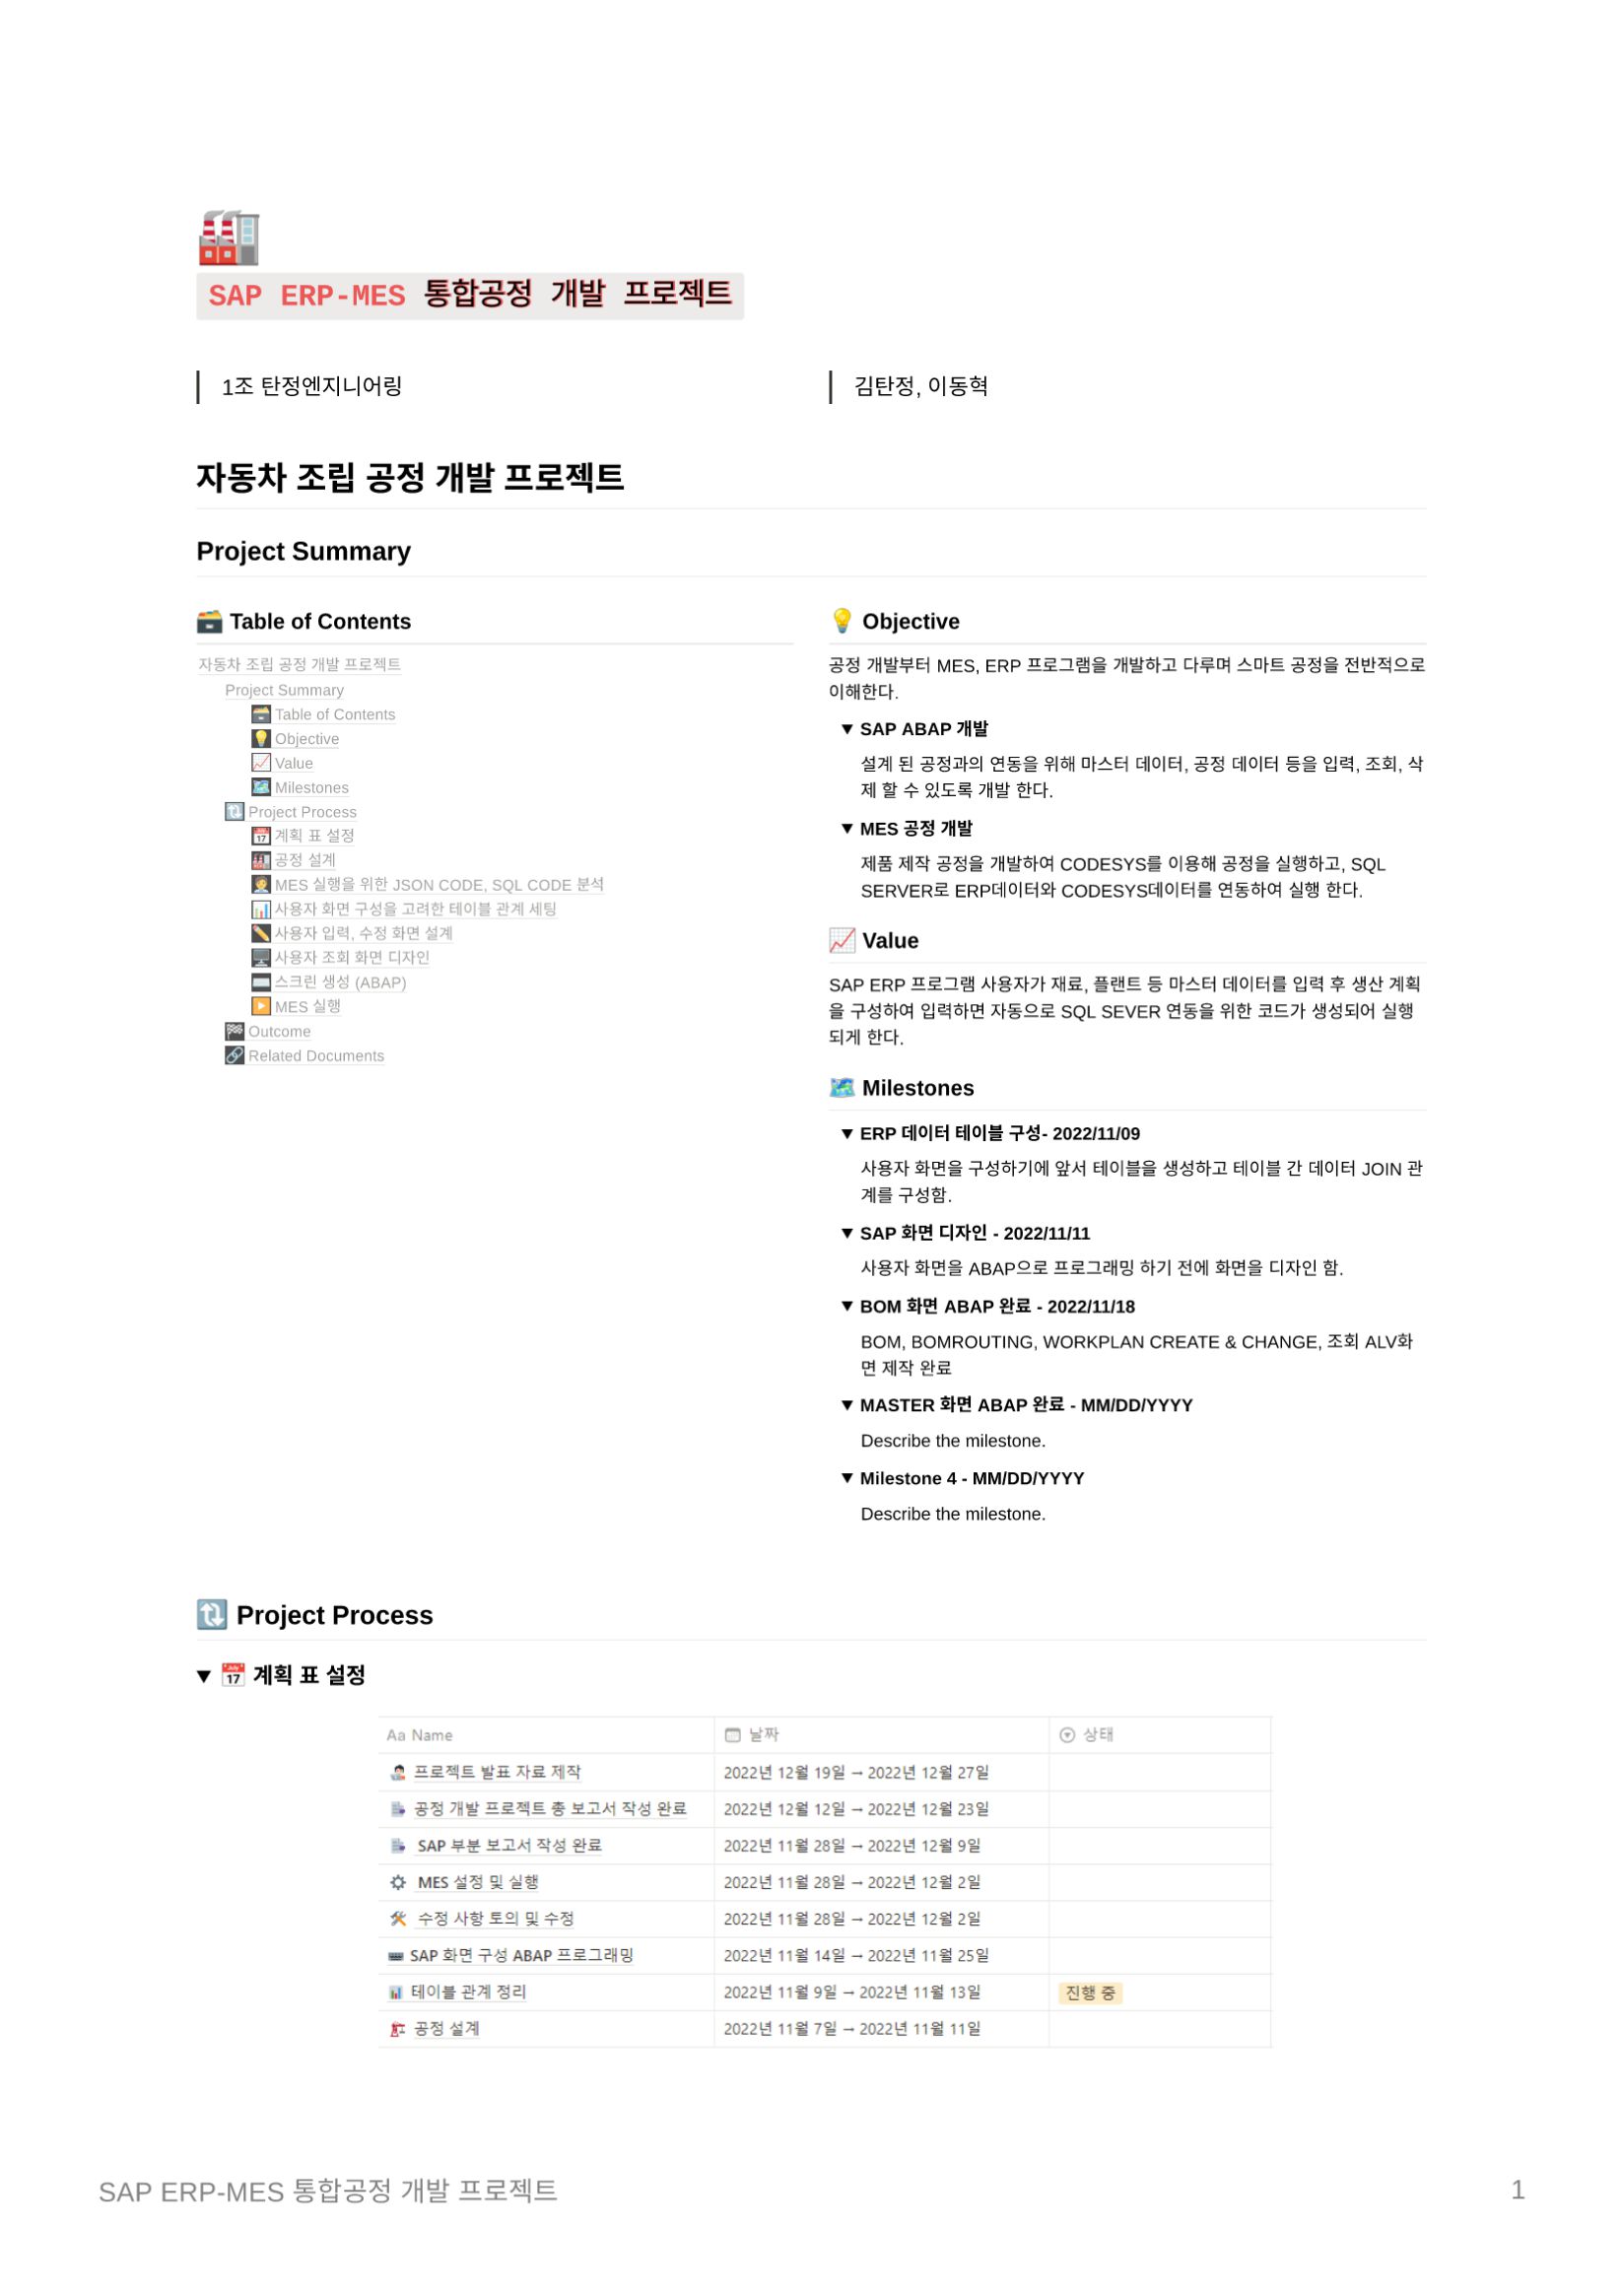 SAP ERP-MES 통합공정 개발 프로젝트
1조 탄정엔지니어링
김탄정, 이동혁
자동차 조립 공정 개발 프로젝트
Project Summary
Table of Contents
자동차 조립 공정 개발 프로젝트
Project Summary
Table of Contents
Objective
Value
Milestones
Project Process
계획 표 설정
공정 설계
MES 실행을 위한 JSON CODE, SQL CODE 분석
사용자 화면 구성을 고려한 테이블 관계 세팅
사용자 입력, 수정 화면 설계
사용자 조회 화면 디자인
스크린 생성 (ABAP)
MES 실행
Outcome
Related Documents
Objective
공정 개발부터 MES, ERP 프로그램을 개발하고 다루며 스마트 공정을 전반적으로
이해한다.
SAP ABAP 개발
설계 된 공정과의 연동을 위해 마스터 데이터, 공정 데이터 등을 입력, 조회, 삭
제 할 수 있도록 개발 한다.
MES 공정 개발
제품 제작 공정을 개발하여 CODESYS를 이용해 공정을 실행하고, SQL
SERVER로 ERP데이터와 CODESYS데이터를 연동하여 실행 한다.
Value
SAP ERP 프로그램 사용자가 재료, 플랜트 등 마스터 데이터를 입력 후 생산 계획
을 구성하여 입력하면 자동으로 SQL SEVER 연동을 위한 코드가 생성되어 실행
되게 한다.
Milestones
ERP 데이터 테이블 구성- 2022/11/09
사용자 화면을 구성하기에 앞서 테이블을 생성하고 테이블 간 데이터 JOIN 관
계를 구성함.
SAP 화면 디자인 - 2022/11/11
사용자 화면을 ABAP으로 프로그래밍 하기 전에 화면을 디자인 함.
BOM 화면 ABAP 완료 - 2022/11/18
BOM, BOMROUTING, WORKPLAN CREATE & CHANGE, 조회 ALV화
면 제작 완료
MASTER 화면 ABAP 완료 - MM/DD/YYYY
Describe the milestone.
Milestone 4 - MM/DD/YYYY
Describe the milestone.
Project Process
계획 표 설정
Aa Name 날짜 상태
프로젝트 발표 자료 제작 2022년 12월 19일 → 2022년 12월 27일
공정 개발 프로젝트 총 보고서 작성 완료 2022년 12월 12일 → 2022년 12월 23일
SAP 부분 보고서 작성 완료 2022년 11월 28일 → 2022년 12월 9일
MES 설정 및 실행 2022년 11월 28일 → 2022년 12월 2일
수정 사항 토의 및 수정 2022년 11월 28일 → 2022년 12월 2일
SAP 화면 구성 ABAP 프로그래밍 2022년 11월 14일 → 2022년 11월 25일
테이블 관계 정리 2022년 11월 9일 → 2022년 11월 13일 진행 중
공정 설계 2022년 11월 7일 → 2022년 11월 11일
SAP ERP-MES 통합공정 개발 프로젝트 1